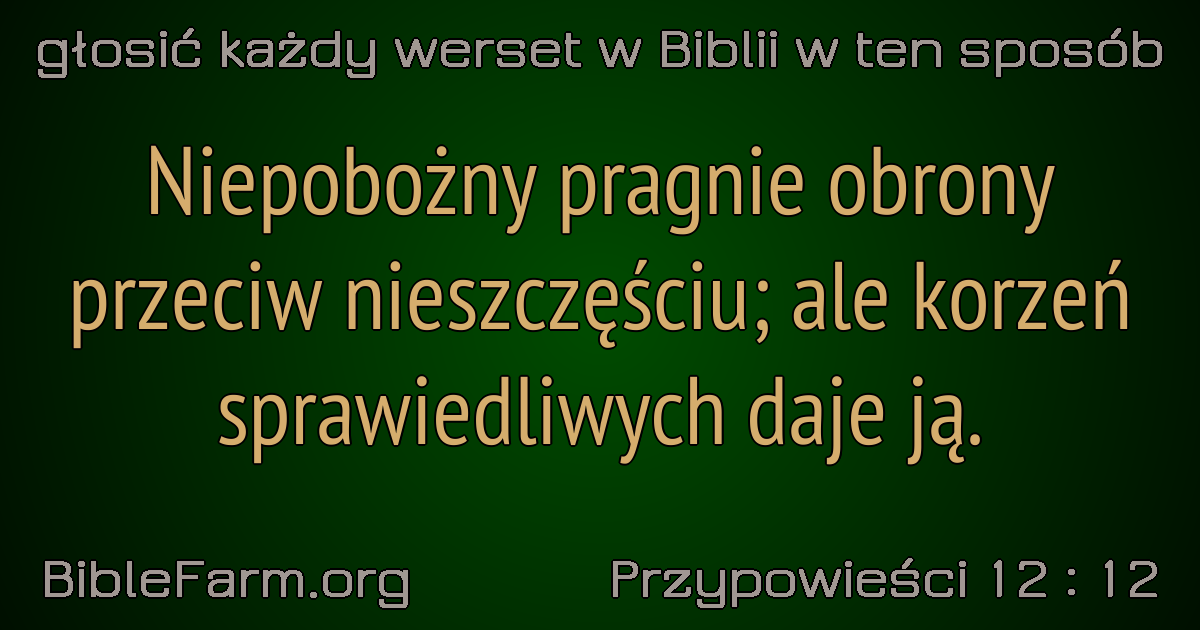 głosić każdy werset w Biblii w ten sposób
Niepobożny pragnie obrony
przeciw nieszczęściu; ale korzeń
sprawiedliwych daje ją.
BibleFarm.org
Przypowieści 12 : 12